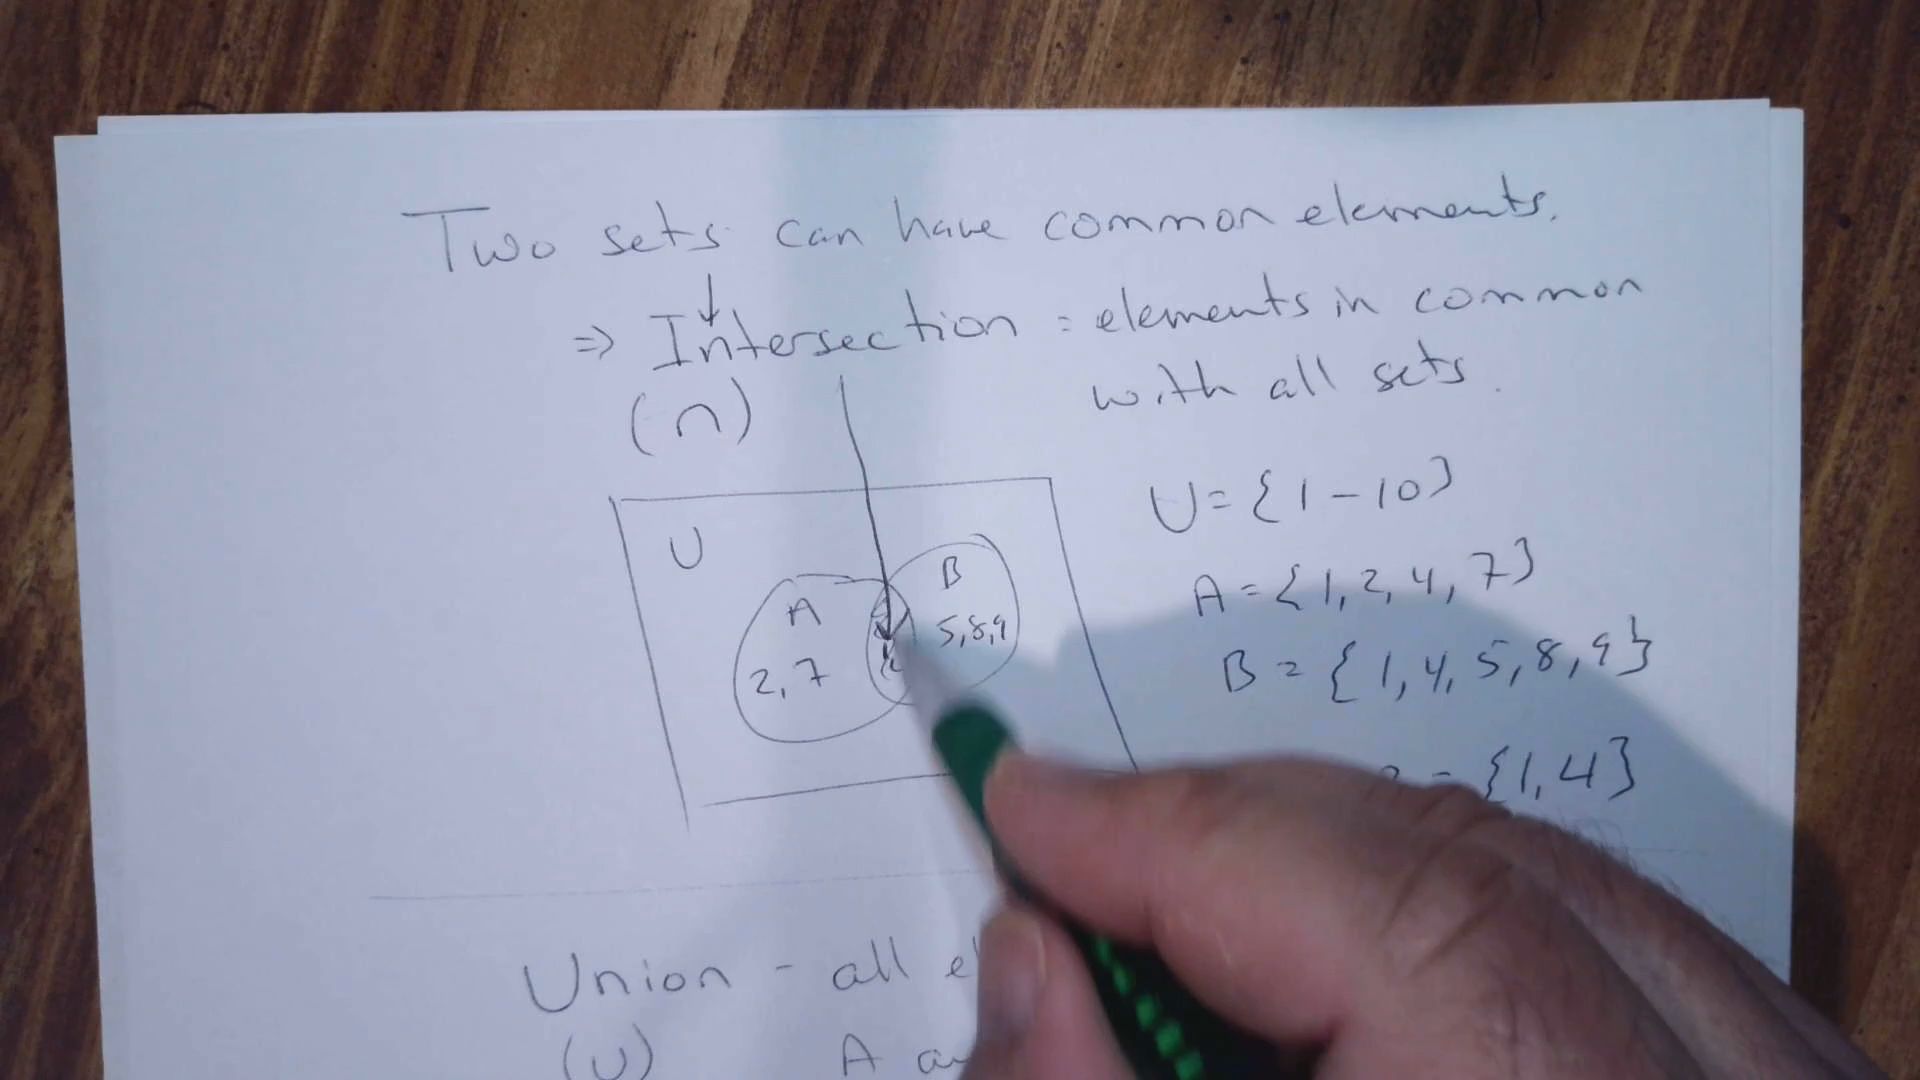 Two sets can have common elements.
⇒ Intersection = elements in common
(∩)
with all sets.
U = {1 - 10}
U
A = {1, 2, 4, 7}
A
2, 7
B
5, 8, 9
B = {1, 4, 5, 8, 9}
= {1, 4}
Union - all
(U)
A